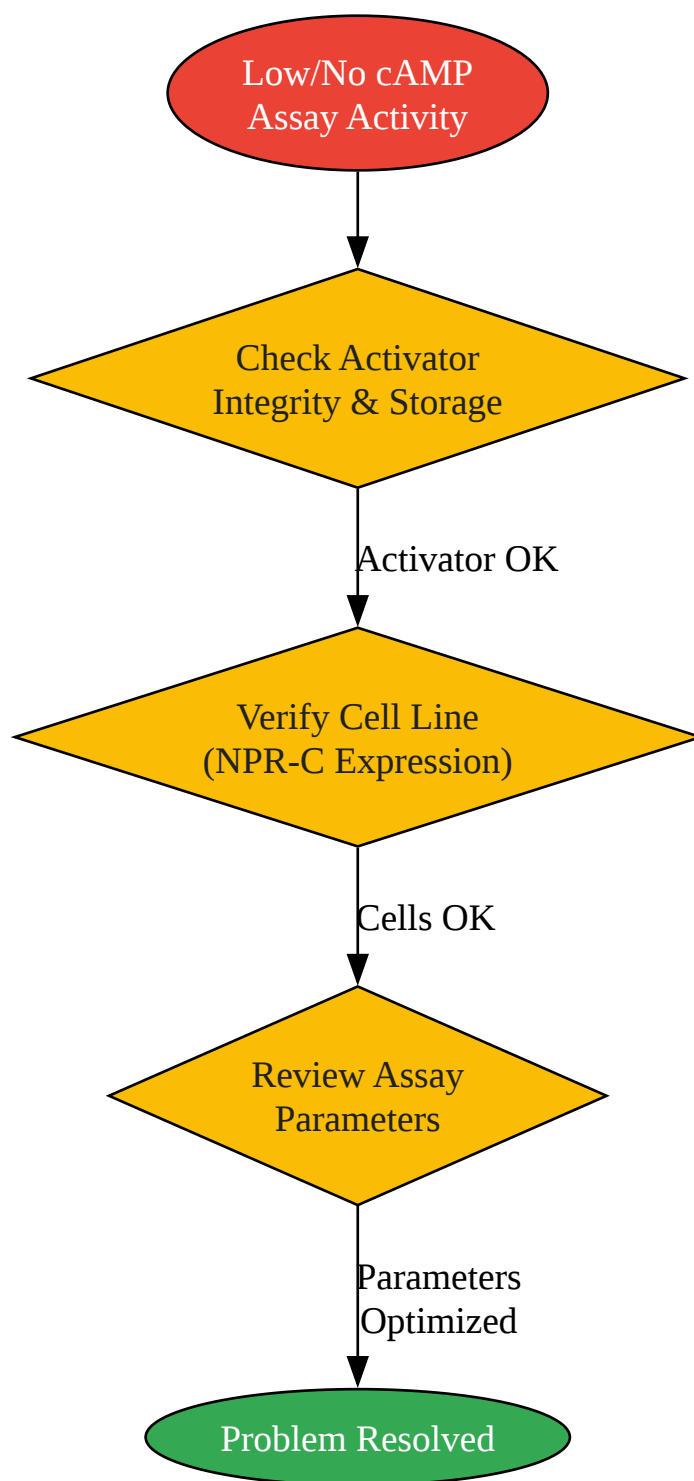 Low/No cAMP
Assay Activity
Check Activator
Integrity & Storage
Activator OK
Verify Cell Line
(NPR-C Expression)
Cells OK
Review Assay
Parameters
Parameters
Optimized
Problem Resolved